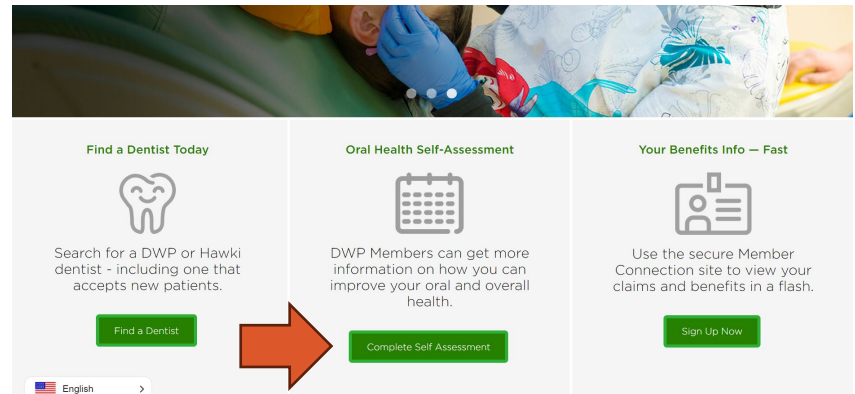 Find a Dentist Today
Search for a DWP or Hawki
dentist - including one that
accepts new patients.
Find a Dentist
Oral Health Self-Assessment
DWP Members can get more
information on how you can
improve your oral and overall
health.
Complete Self Assessment
Your Benefits Info — Fast
Use the secure Member
Connection site to view your
claims and benefits in a flash.
Sign Up Now
English